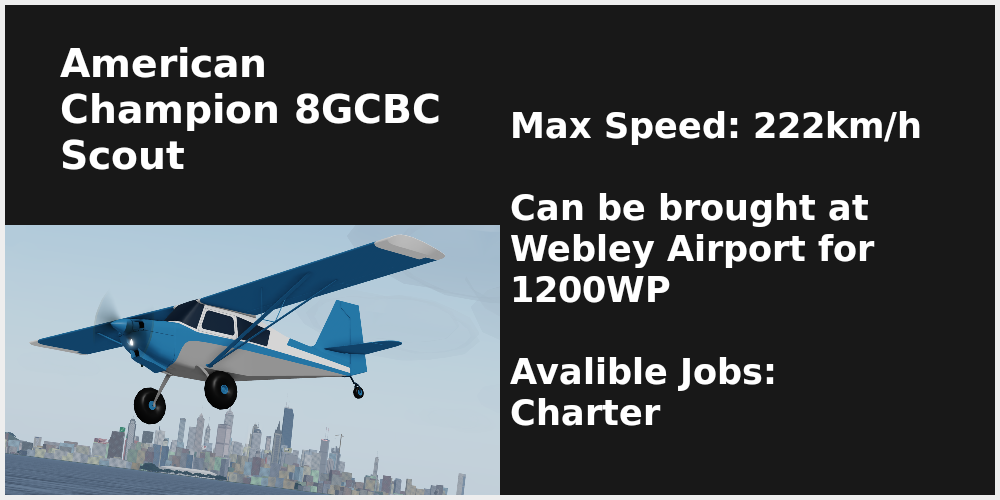 American
Champion 8GCBC
Scout
Max Speed: 222km/h
Can be brought at
Webley Airport for
1200WP
Avalible Jobs:
Charter